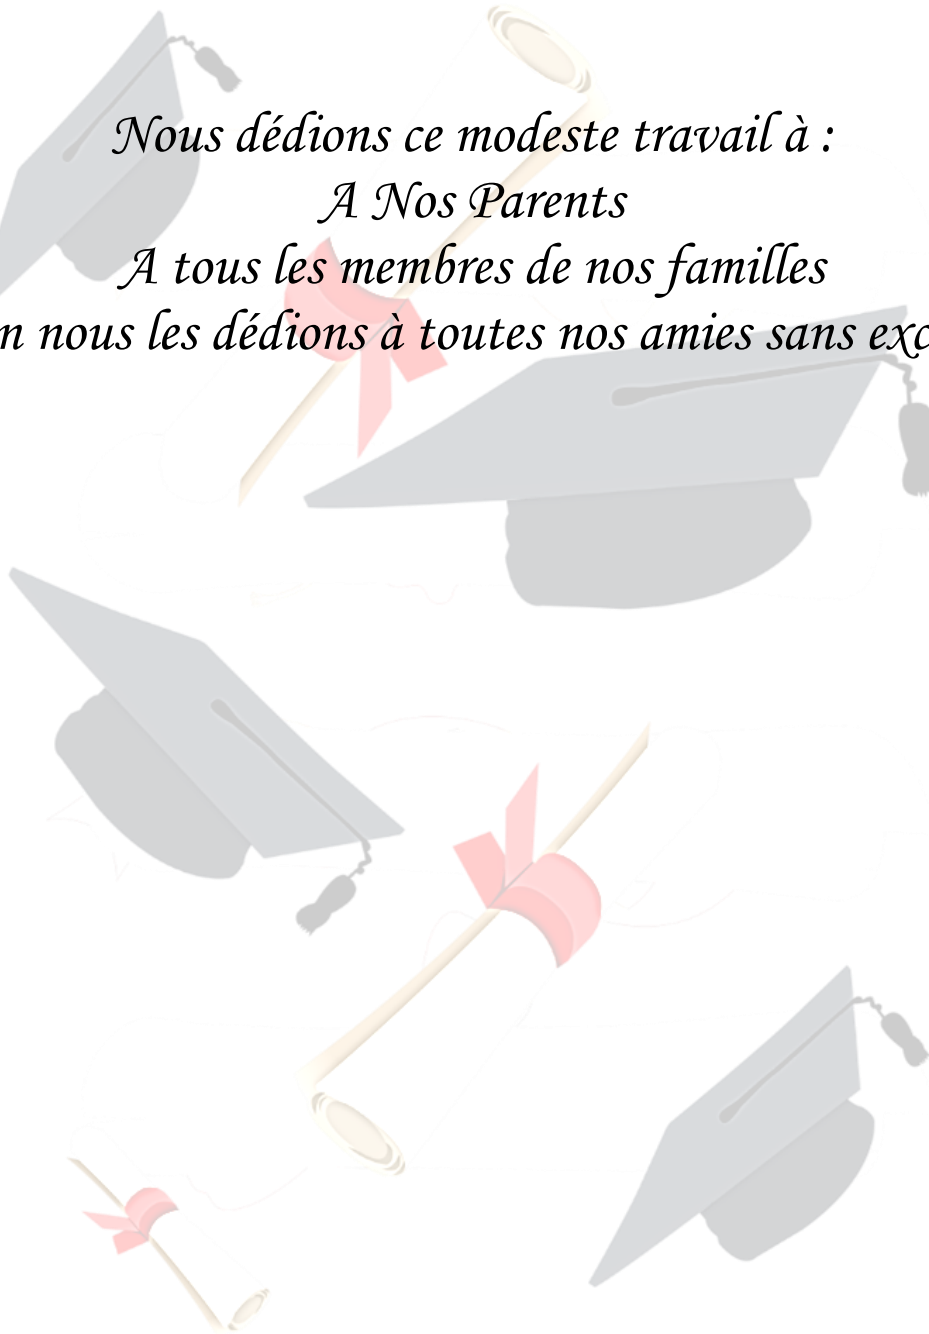 Nous dédions ce modeste travail à :
A Nos Parents
A tous les membres de nos familles
n nous les dédions à toutes nos amies sans exc